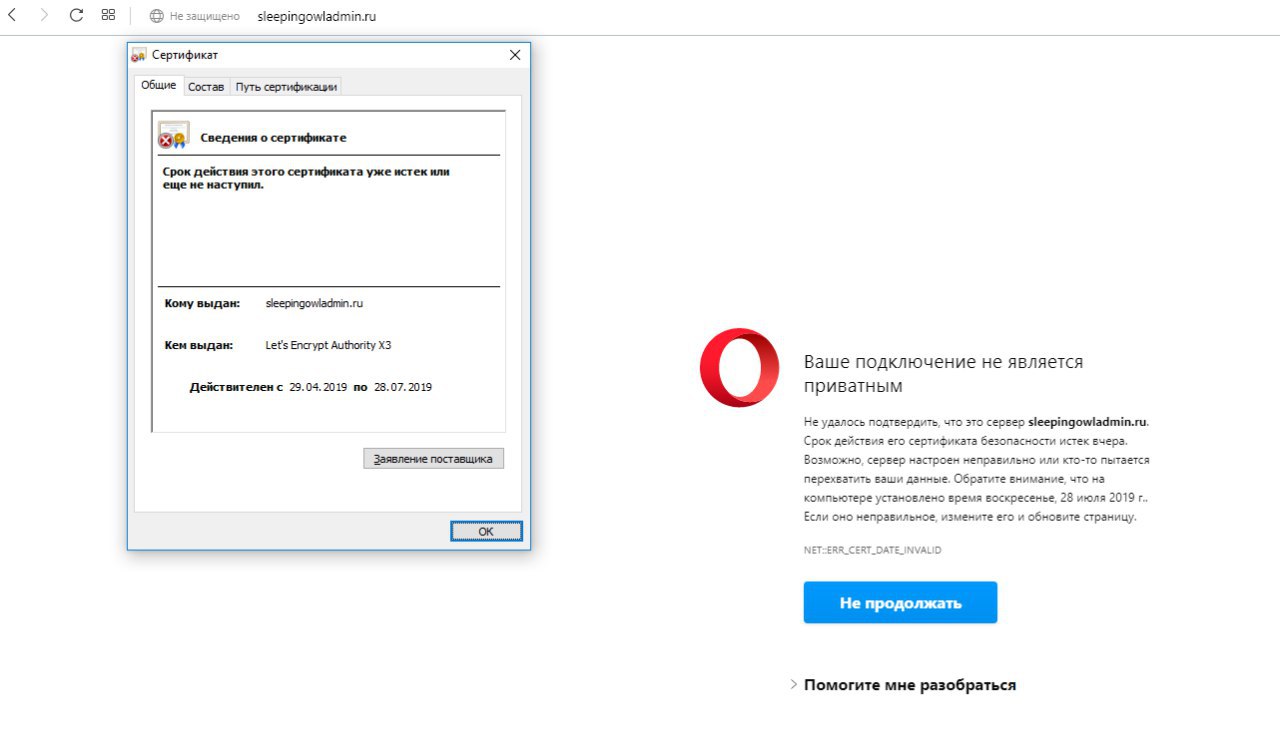 Не защищено sleepingowladmin.ru
Сертификат
Общие Состав Путь сертификации
Сведения о сертификате
Срок действия этого сертификата уже истек или
еще не наступил.
Кому выдан: sleepingowladmin.ru
Кем выдан: Let's Encrypt Authority X3
Действителен с 29.04.2019 по 28.07.2019
Заявление поставщика
OK
Ваше подключение не является
приватным
Не удалось подтвердить, что это сервер sleepingowladmin.ru.
Срок действия его сертификата безопасности истек вчера.
Возможно, сервер настроен неправильно или кто-то пытается
перехватить ваши данные. Обратите внимание, что на
компьютере установлено время воскресенье, 28 июля 2019 г..
Если оно неправильное, измените его и обновите страницу.
NET::ERR_CERT_DATE_INVALID
Не продолжать
Помогите мне разобраться